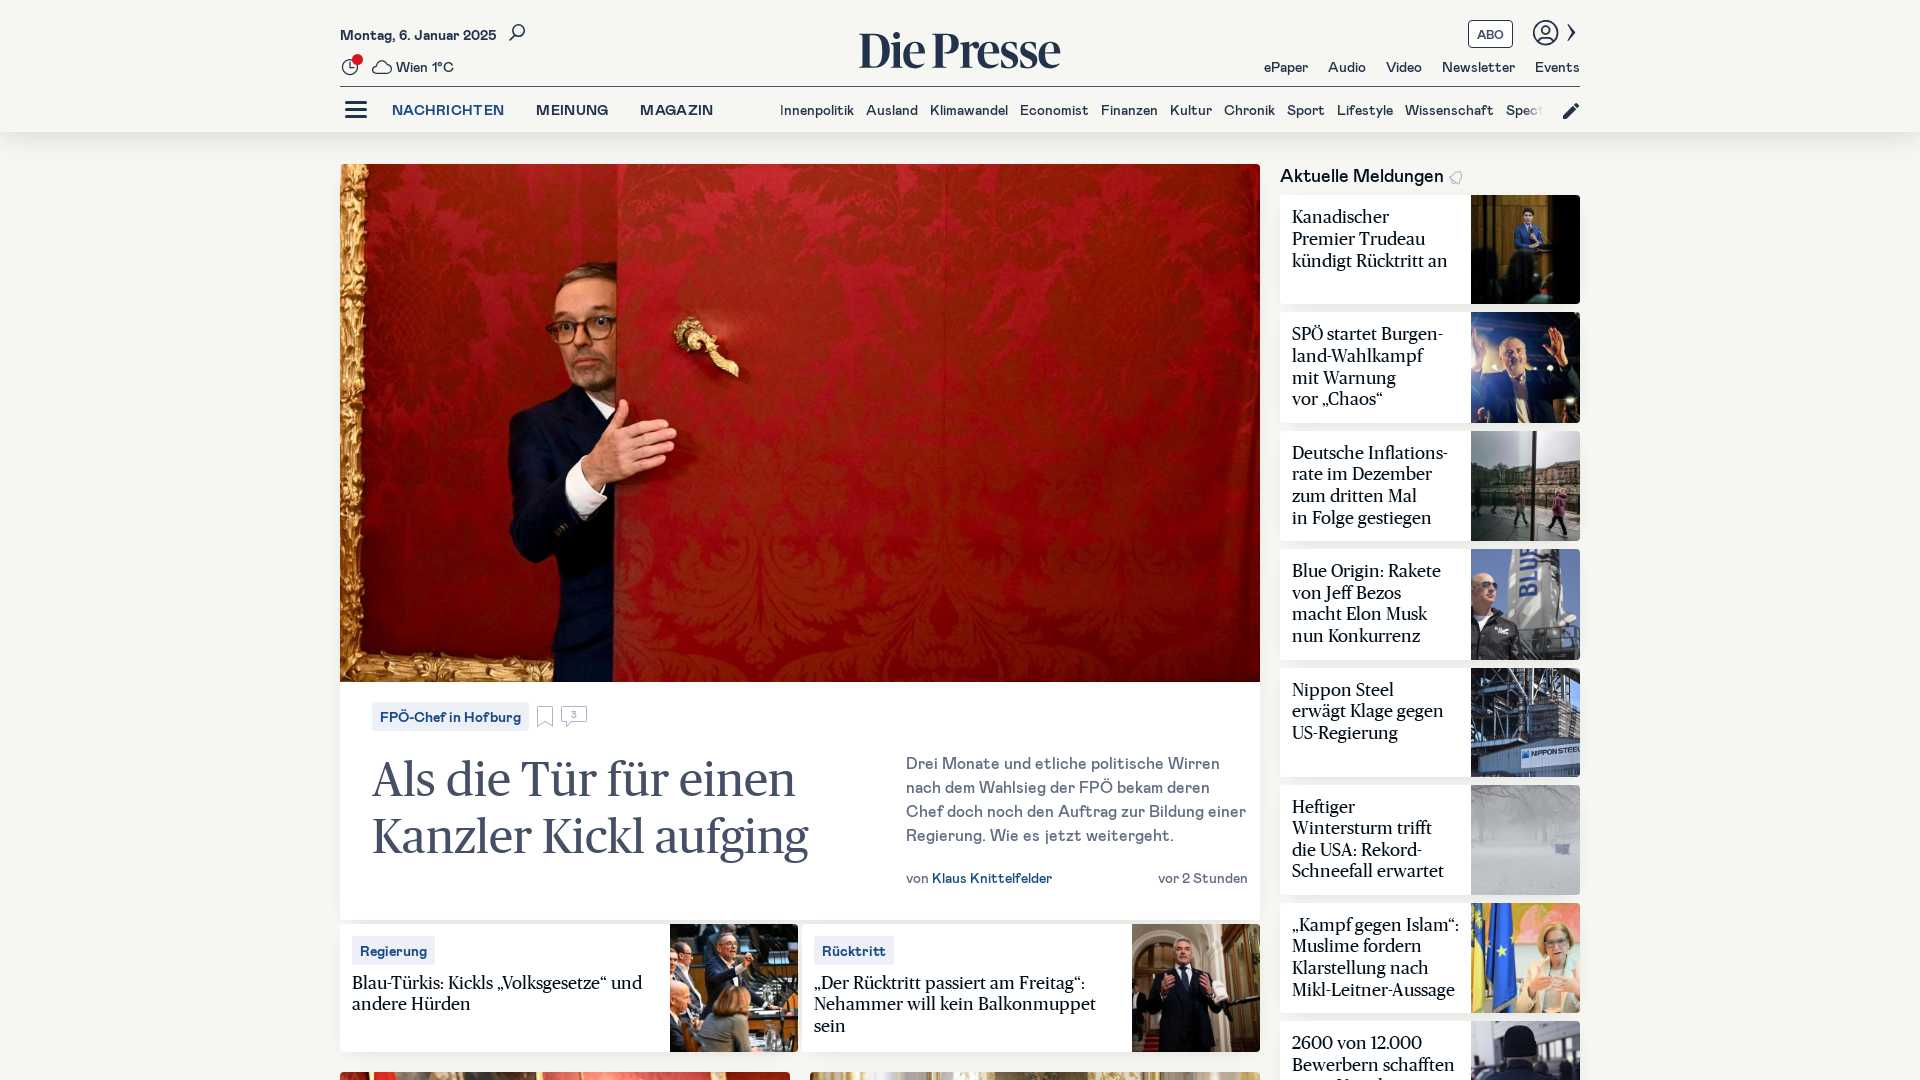 Montag, 6. Januar 2025
Wien 1°C
Die Presse
ABO
ePaper Audio Video Newsletter Events
NACHRICHTEN MEINUNG MAGAZIN
Innenpolitik Ausland Klimawandel Economist Finanzen Kultur Chronik Sport Lifestyle Wissenschaft Spect
FPÖ-Chef in Hofburg
3
Als die Tür für einen
Kanzler Kickl aufging
Drei Monate und etliche politische Wirren
nach dem Wahlsieg der FPÖ bekam deren
Chef doch noch den Auftrag zur Bildung einer
Regierung. Wie es jetzt weitergeht.
von Klaus Knittelfelder
vor 2 Stunden
Regierung
Blau-Türkis: Kickls „Volksgesetze“ und
andere Hürden
Rücktritt
„Der Rücktritt passiert am Freitag“:
Nehammer will kein Balkonmuppet
sein
Aktuelle Meldungen
Kanadischer
Premier Trudeau
kündigt Rücktritt an
SPÖ startet Burgen-
land-Wahlkampf
mit Warnung
vor „Chaos“
Deutsche Inflations-
rate im Dezember
zum dritten Mal
in Folge gestiegen
Blue Origin: Rakete
von Jeff Bezos
macht Elon Musk
nun Konkurrenz
BLUE
Nippon Steel
erwägt Klage gegen
US-Regierung
NIPPON STEEL
Heftiger
Wintersturm trifft
die USA: Rekord-
Schneefall erwartet
„Kampf gegen Islam“:
Muslime fordern
Klarstellung nach
Mikl-Leitner-Aussage
2600 von 12.000
Bewerbern schafften